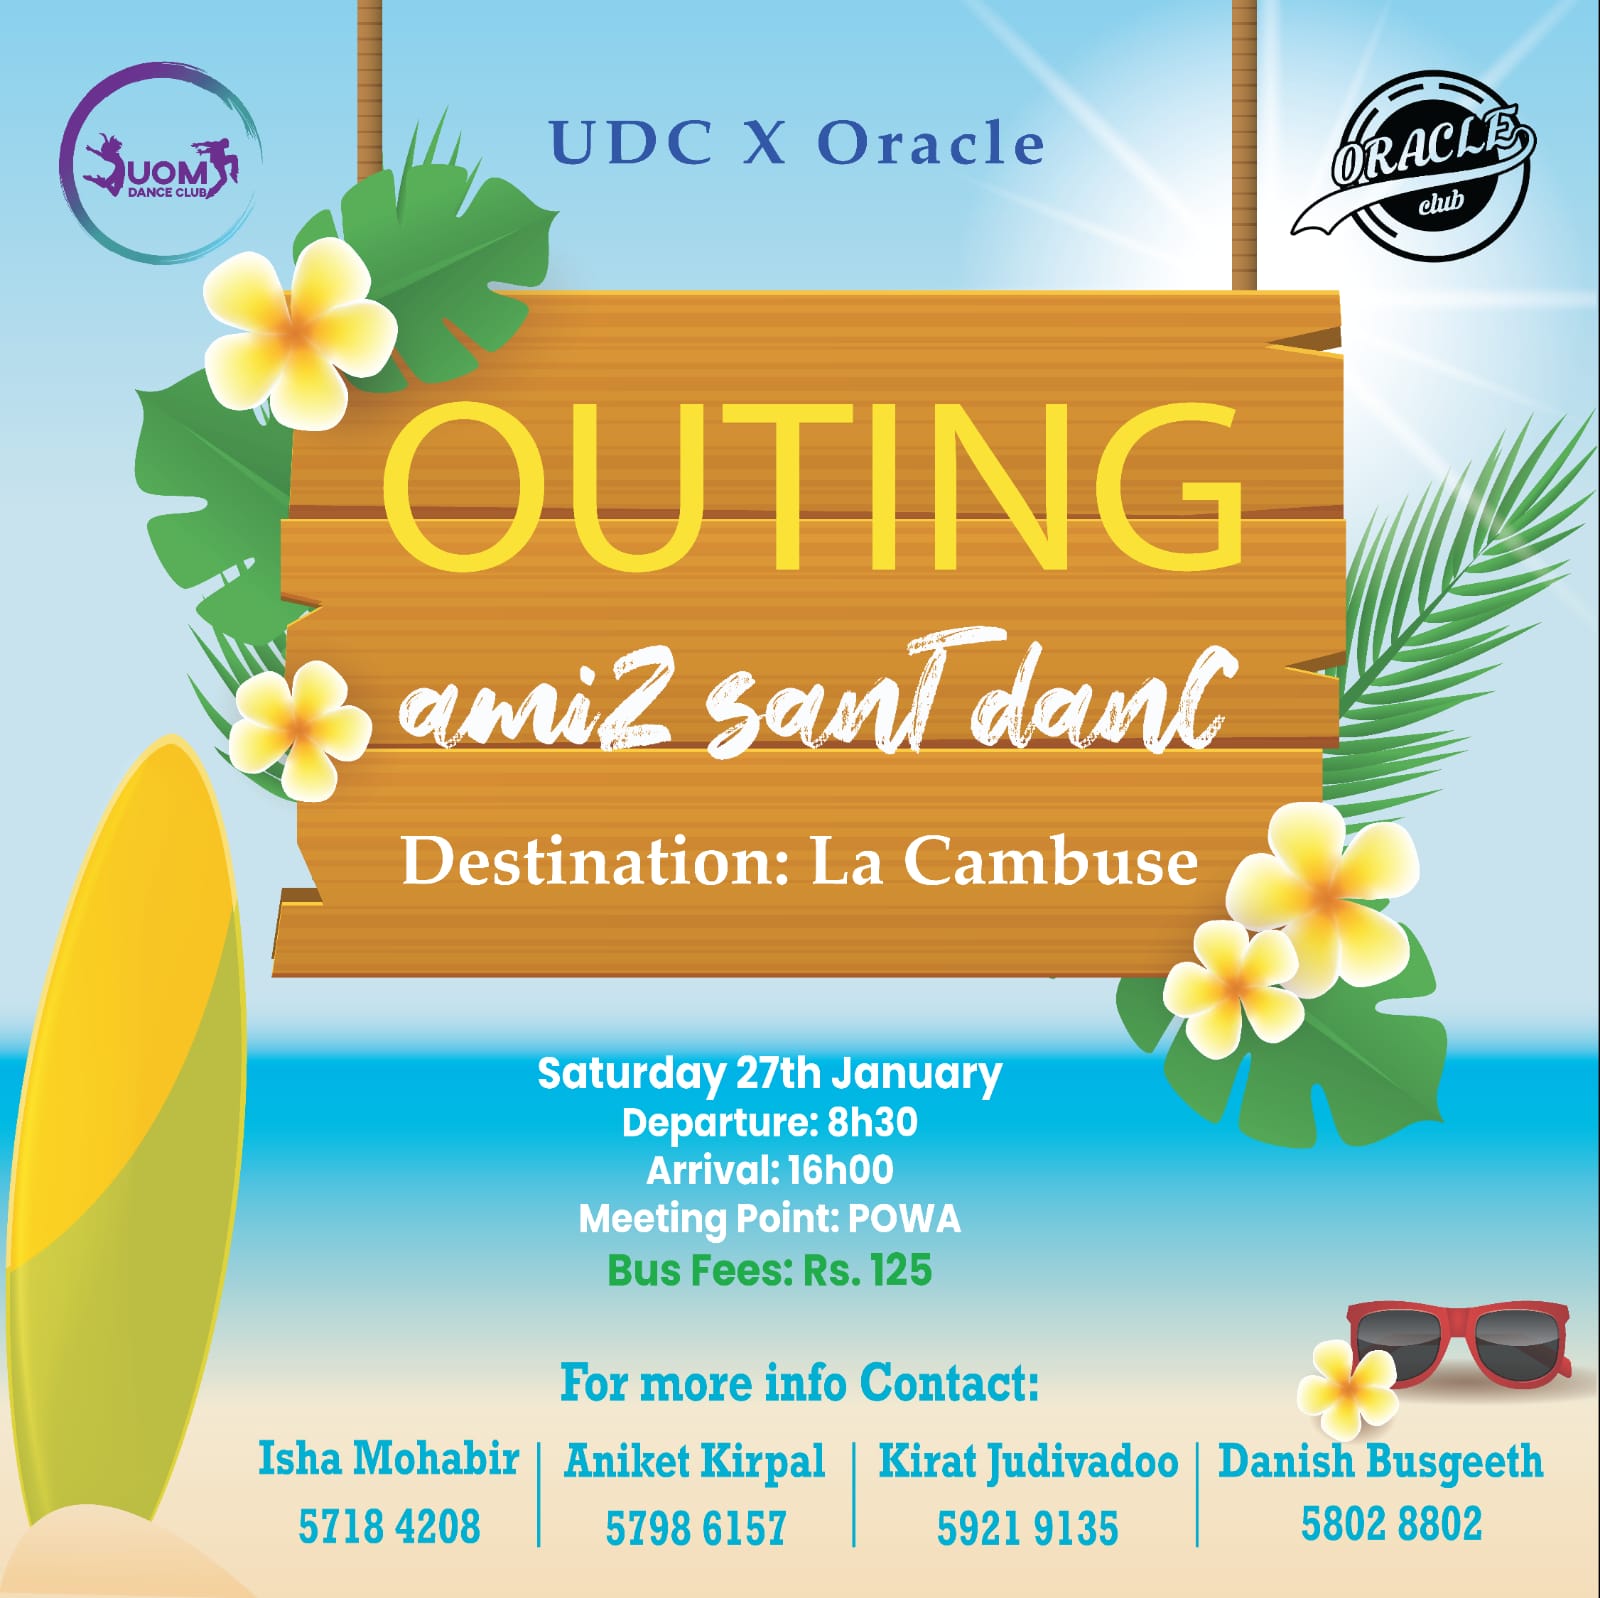 UDC X Oracle
UOM
DANCE CLUB
ORACLE
club
OUTING
amiZ sanT danC
Destination: La Cambuse
Saturday 27th January
Departure: 8h30
Arrival: 16h00
Meeting Point: POWA
Bus Fees: Rs. 125
For more info Contact:
Isha Mohabir
5718 4208
Aniket Kirpal
5798 6157
Kirat Judivadoo
5921 9135
Danish Busgeeth
5802 8802